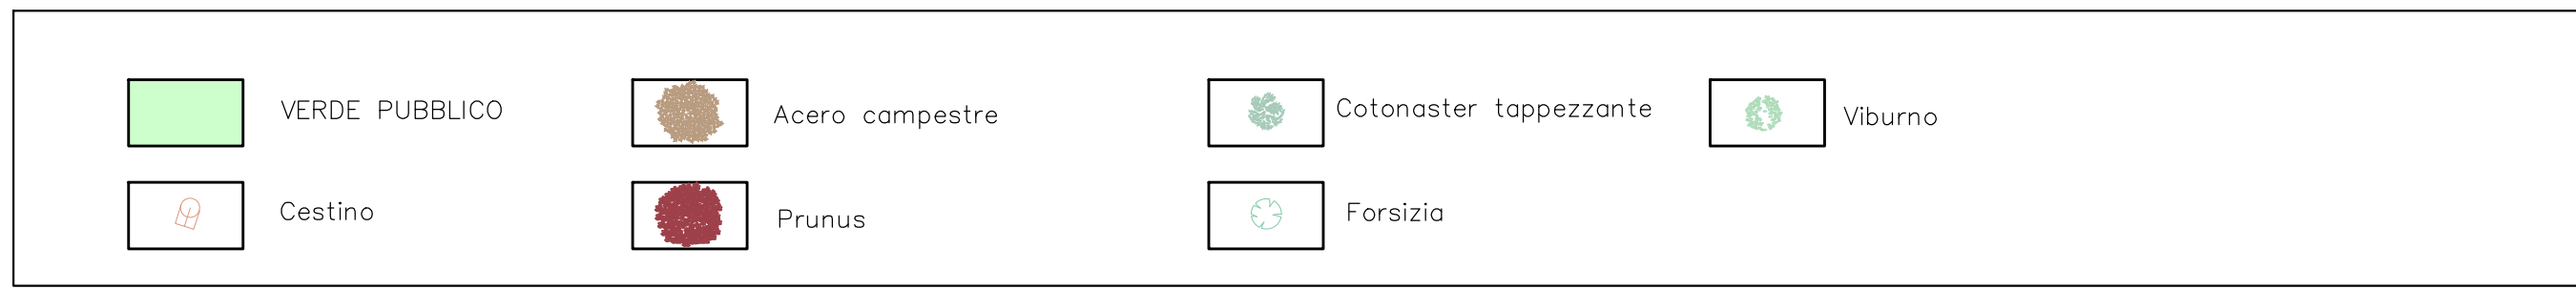 VERDE PUBBLICO
Acero campestre
Cotonaster tappezzante
Viburno
Cestino
Prunus
Forsizia